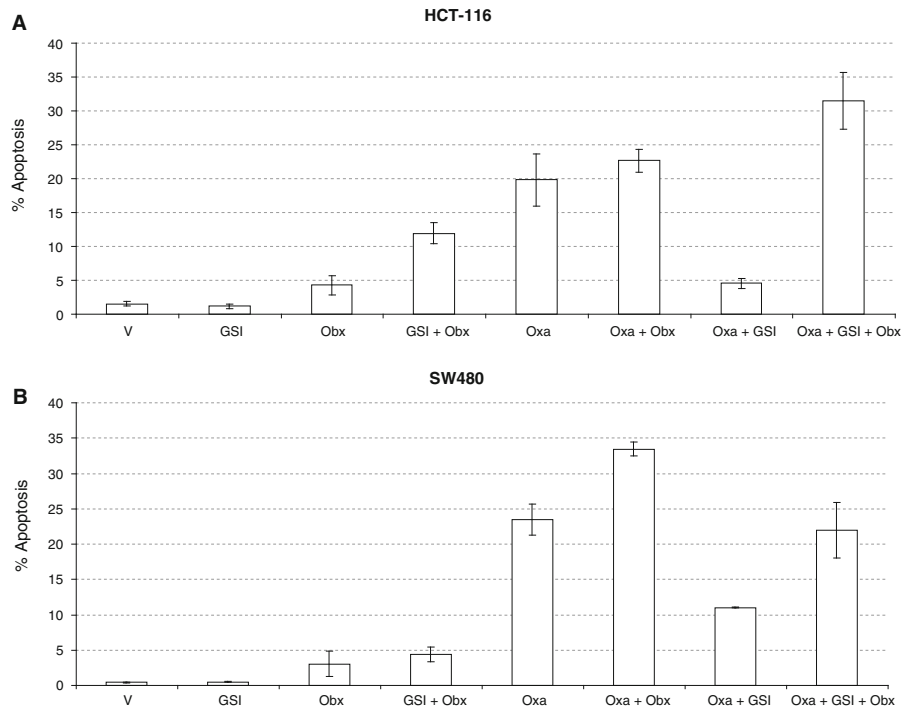 A
HCT-116
% Apoptosis
40
35
30
25
20
15
10
5
0
V GSI Obx GSI + Obx Oxa Oxa + Obx Oxa + GSI Oxa + GSI + Obx
B
SW480
% Apoptosis
40
35
30
25
20
15
10
5
0
V GSI Obx GSI + Obx Oxa Oxa + Obx Oxa + GSI Oxa + GSI + Obx